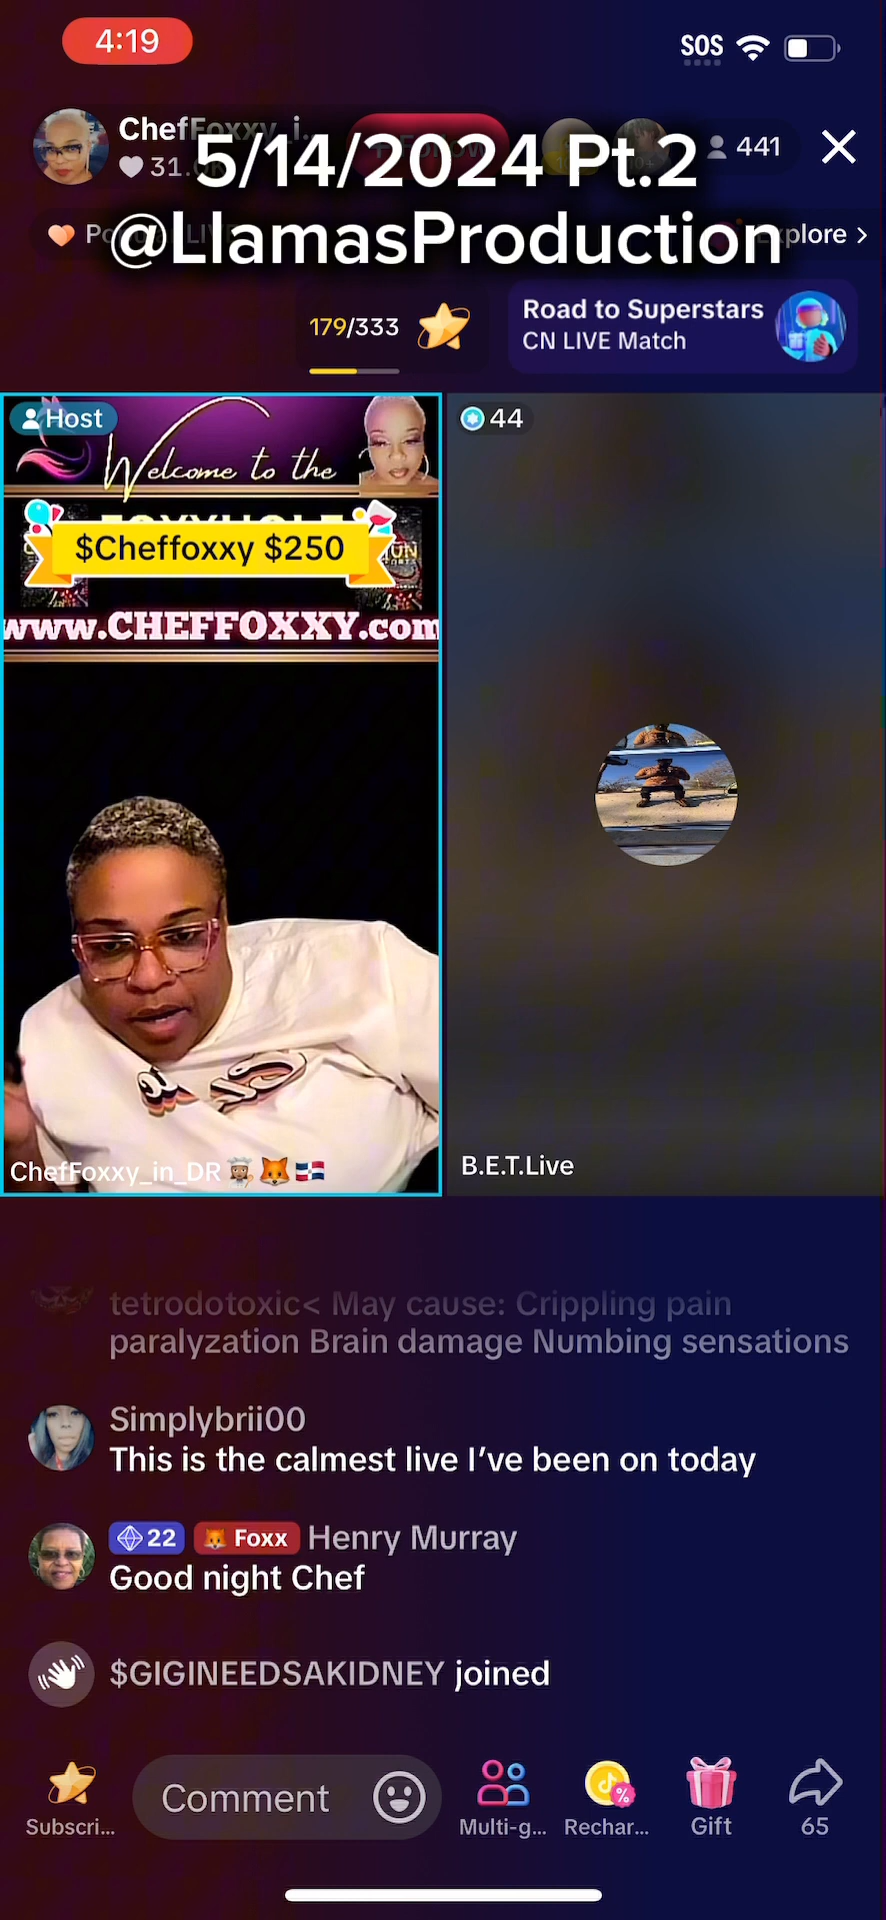 4:19
SOS
ChefFoxxy_i...
441
5/14/2024 Pt.2
@LlamasProduction
Explore >
179/333
Road to Superstars
CN LIVE Match
Host
44
Welcome to the
$Cheffoxxy $250
www.CHEFFOXXY.com
ChefFoxxy_in_DR
B.E.T.Live
tetrodotoxic< May cause: Crippling pain
paralyzation Brain damage Numbing sensations
Simplybrii00
This is the calmest live I've been on today
22 Foxx Henry Murray
Good night Chef
$GIGINEEDSAKIDNEY joined
Comment
Subscri... Multi-g... Rechar... Gift 65